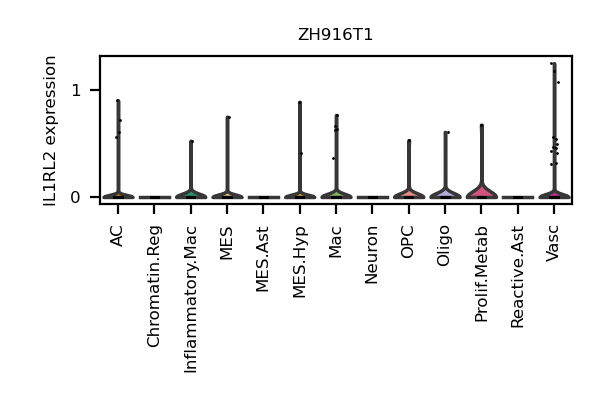 ZH916T1
IL1RL2 expression
1
0
AC
Chromatin.Reg
Inflammatory.Mac
MES
MES.Ast
MES.Hyp
Mac
Neuron
OPC
Oligo
Prolif.Metab
Reactive.Ast
Vasc